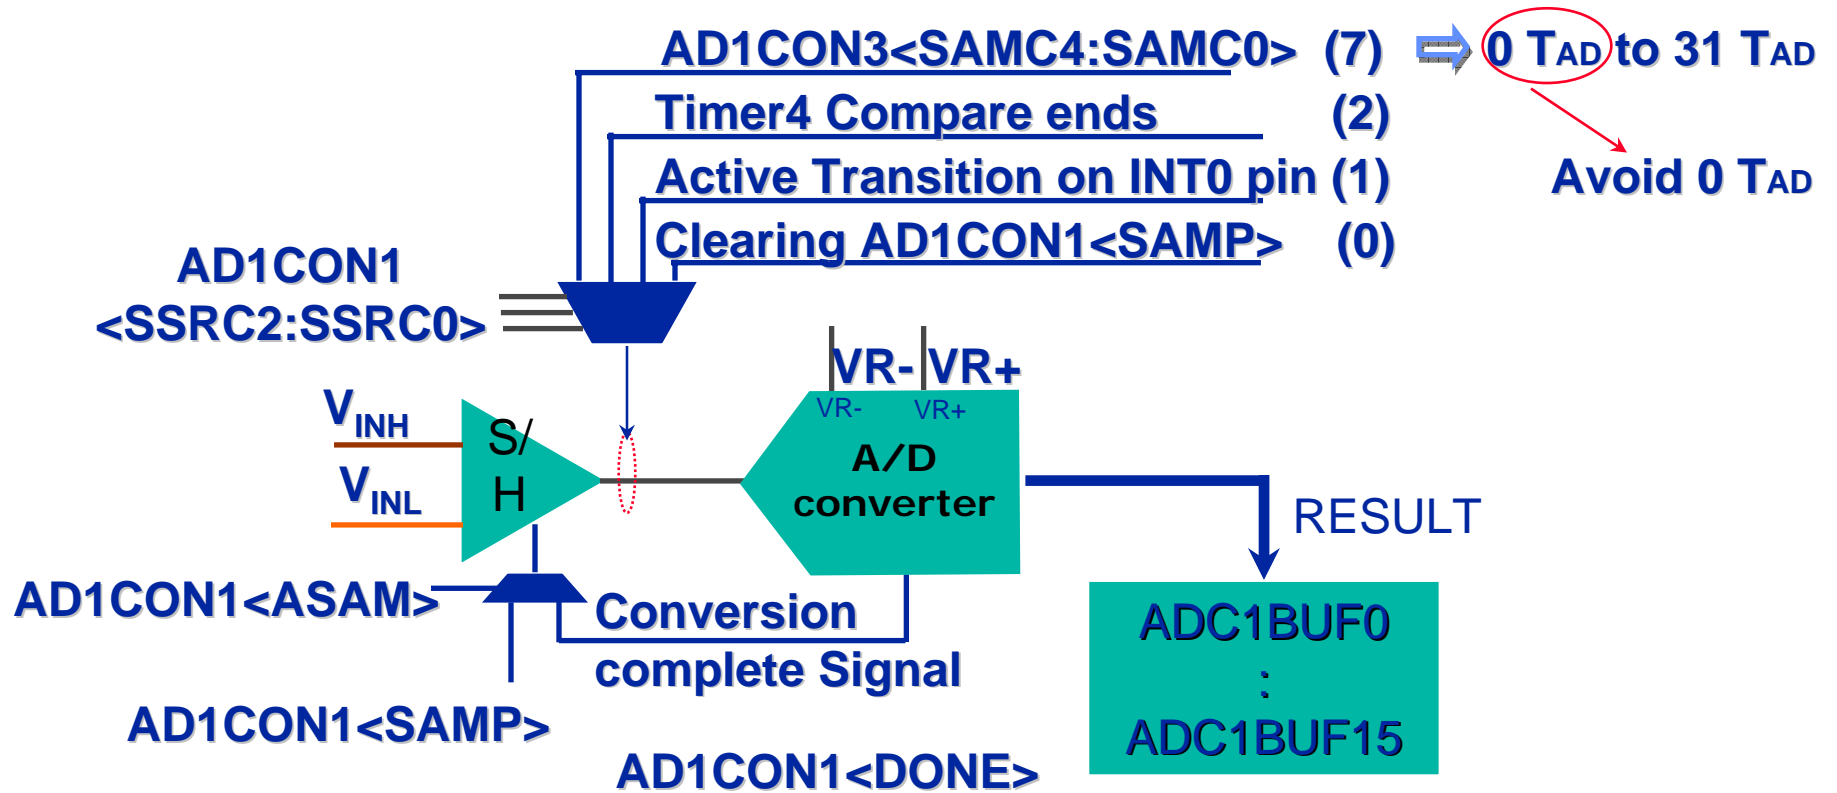 AD1CON3<SAMC4:SAMC0> (7) 0 TAD to 31 TAD
Timer4 Compare ends (2)
Active Transition on INT0 pin (1) Avoid 0 TAD
Clearing AD1CON1<SAMP> (0)
AD1CON1
<SSRC2:SSRC0>
VR- VR+
VR- VR+
VINH
S/
H
A/D
converter
VINL
RESULT
AD1CON1<ASAM>
Conversion
complete Signal
ADC1BUF0
:
ADC1BUF15
AD1CON1<SAMP>
AD1CON1<DONE>